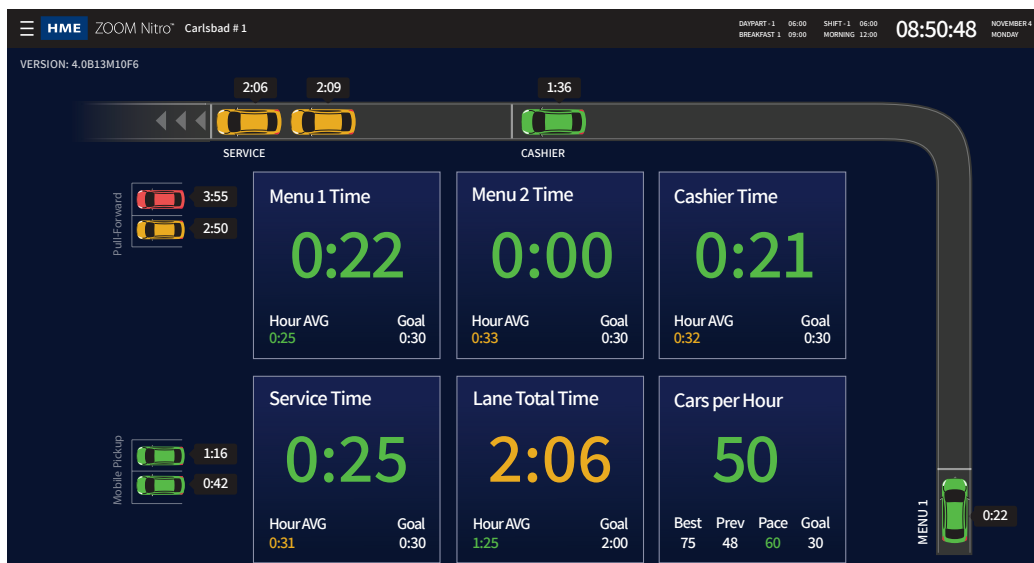 HME ZOOM Nitro™ Carlsbad # 1
DAYPART - 1 06:00 SHIFT - 1 06:00
BREAKFAST 1 09:00 MORNING 12:00
08:50:48
NOVEMBER 4
MONDAY
VERSION: 4.0B13M10F6
2:06 2:09 1:36
SERVICE CASHIER
Pull-Forward
3:55
2:50
Menu 1 Time
0:22
Hour AVG Goal
0:25 0:30
Menu 2 Time
0:00
Hour AVG Goal
0:33 0:30
Cashier Time
0:21
Hour AVG Goal
0:32 0:30
Mobile Pickup
1:16
0:42
Service Time
0:25
Hour AVG Goal
0:31 0:30
Lane Total Time
2:06
Hour AVG Goal
1:25 2:00
Cars per Hour
50
Best Prev Pace Goal
75 48 60 30
MENU 1
0:22